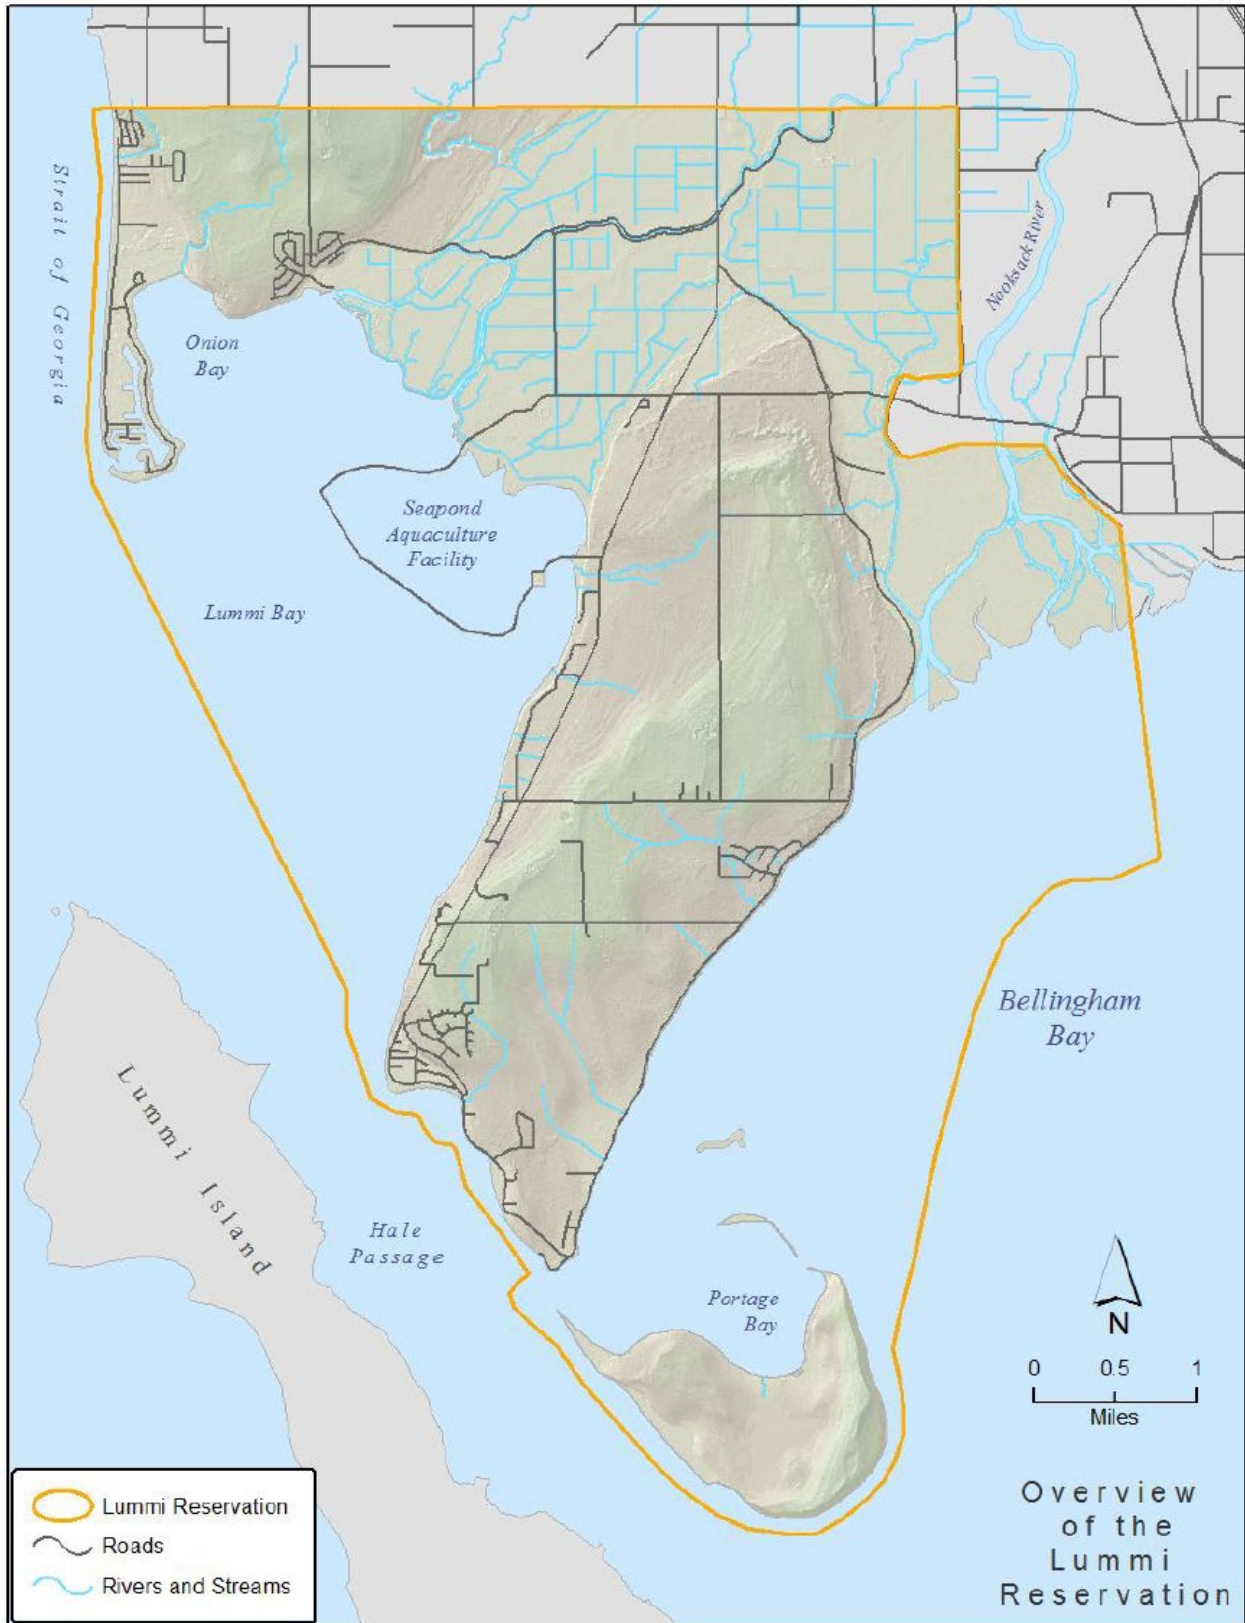 Strait of Georgia
Onion
Bay
Nooksack River
Seapond
Aquaculture
Facility
Lummi Bay
Bellingham
Bay
Lummi Island
Hale
Passage
Portage
Bay
N
0 0.5 1
Miles
Lummi Reservation
Roads
Rivers and Streams
Overview
of the
Lummi
Reservation